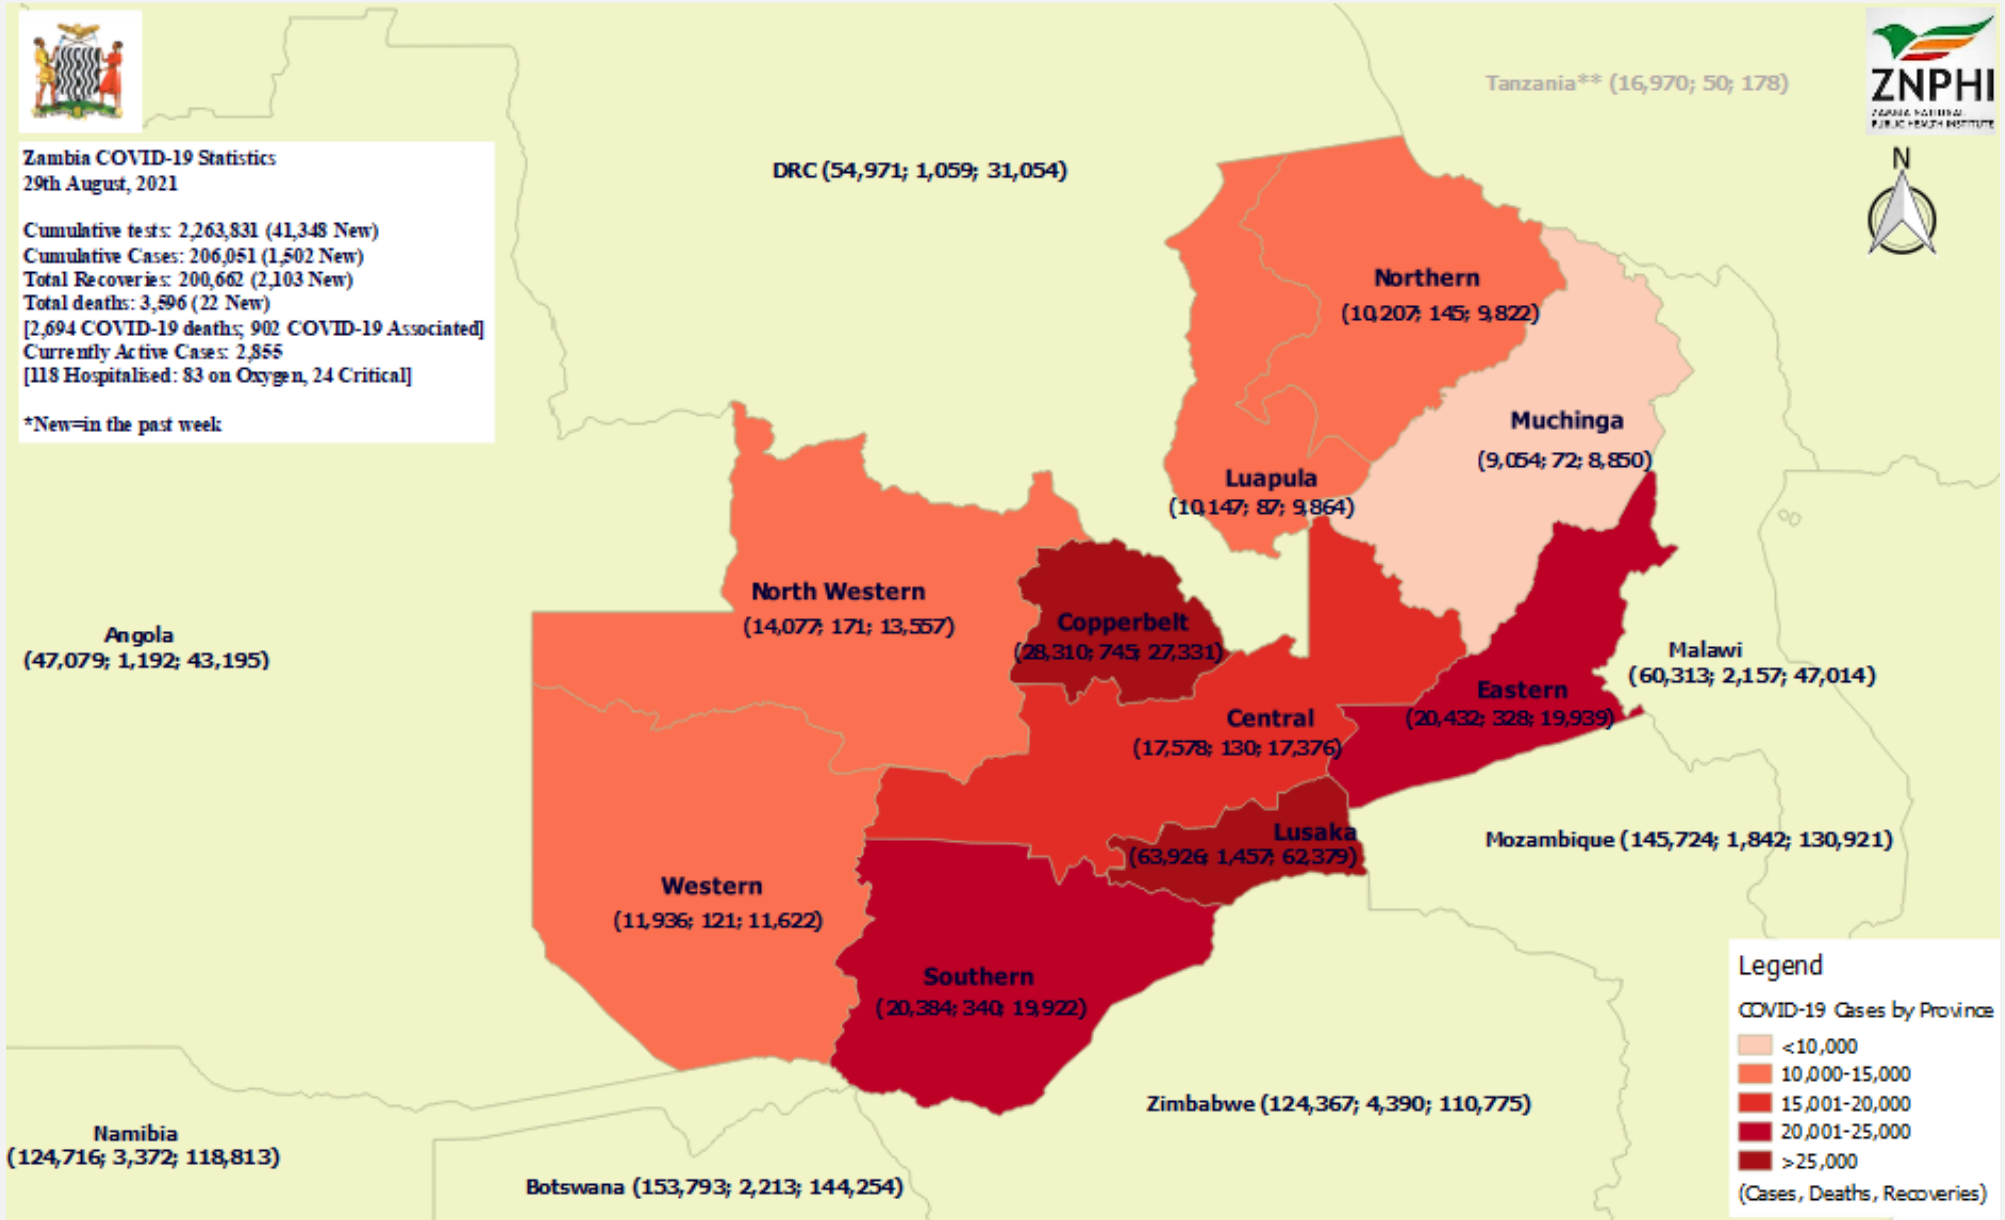 Zambia COVID-19 Statistics
29th August, 2021
Cumulative tests: 2,263,831 (41,348 New)
Cumulative Cases: 206,051 (1,502 New)
Total Recoveries: 200,662 (2,103 New)
Total deaths: 3,596 (22 New)
[2,694 COVID-19 deaths; 902 COVID-19 Associated]
Currently Active Cases: 2,855
[118 Hospitalised: 83 on Oxygen, 24 Critical]
*New=in the past week
Tanzania** (16,970; 50; 178)
ZNPHI
ZAMBIA NATIONAL
PUBLIC HEALTH INSTITUTE
N
DRC (54,971; 1,059; 31,054)
Northern
(10,207; 145; 9,822)
Muchinga
(9,054; 72; 8,850)
Luapula
(10,147; 87; 9,864)
North Western
(14,077; 171; 13,557)
Copperbelt
(28,310; 745; 27,331)
Angola
(47,079; 1,192; 43,195)
Malawi
(60,313; 2,157; 47,014)
Eastern
(20,432; 328; 19,939)
Central
(17,578; 130; 17,376)
Lusaka
(63,926; 1,457; 62,379)
Mozambique (145,724; 1,842; 130,921)
Western
(11,936; 121; 11,622)
Southern
(20,384; 340; 19,922)
Zimbabwe (124,367; 4,390; 110,775)
Namibia
(124,716; 3,372; 118,813)
Botswana (153,793; 2,213; 144,254)
Legend
COVID-19 Cases by Province
<10,000
10,000-15,000
15,001-20,000
20,001-25,000
>25,000
(Cases, Deaths, Recoveries)